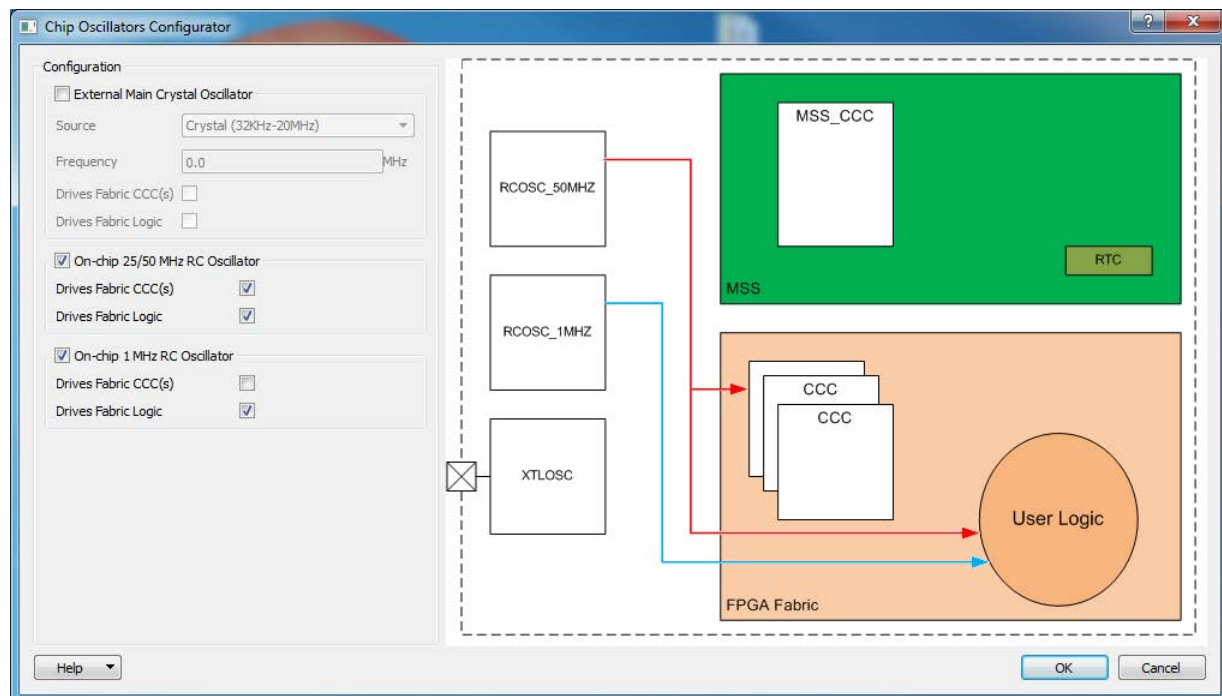 Chip Oscillators Configurator
Configuration
External Main Crystal Oscillator
Source Crystal (32KHz-20MHz)
Frequency 0.0 MHz
Drives Fabric CCC(s)
Drives Fabric Logic
On-chip 25/50 MHz RC Oscillator
Drives Fabric CCC(s)
Drives Fabric Logic
On-chip 1 MHz RC Oscillator
Drives Fabric CCC(s)
Drives Fabric Logic
RCOSC_50MHZ
RCOSC_1MHZ
XTLOSC
MSS_CCC
RTC
MSS
CCC
CCC
User Logic
FPGA Fabric
Help
OK
Cancel